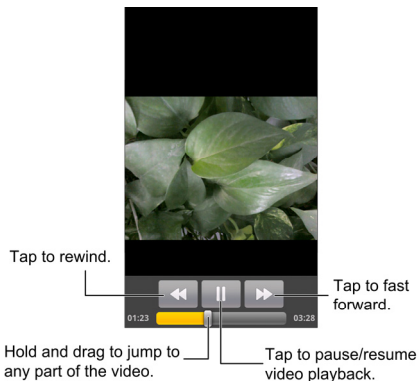 Tap to rewind.
Tap to fast
forward.
01:23
03:28
Hold and drag to jump to
any part of the video.
Tap to pause/resume
video playback.